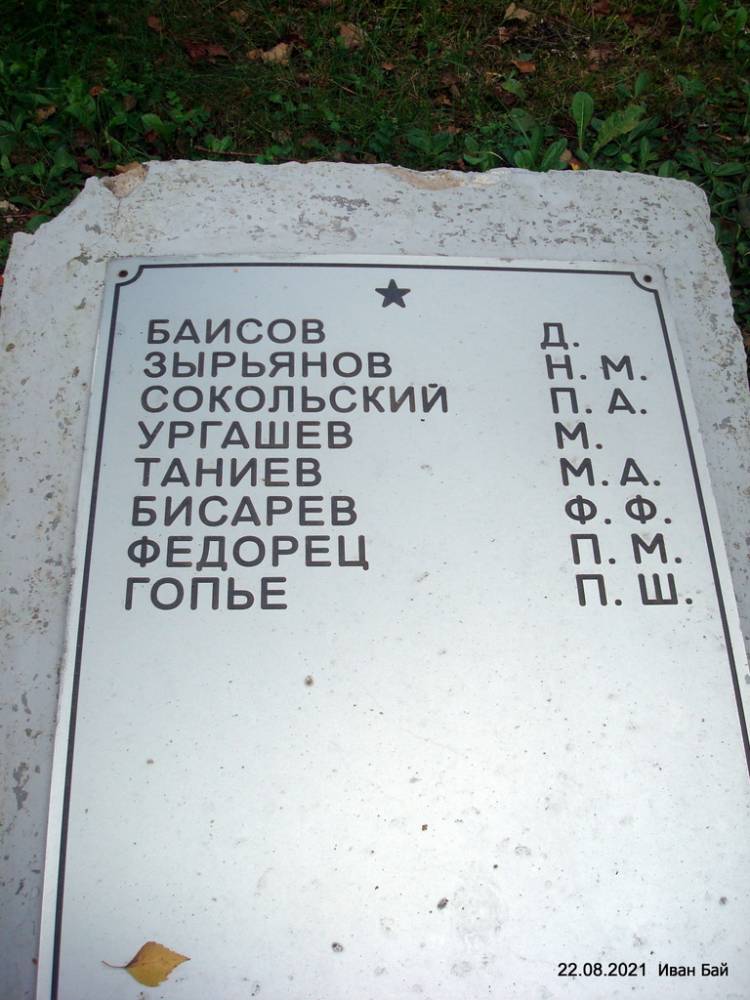 БАИСОВ Д.
ЗЫРЬЯНОВ Н. М.
СОКОЛЬСКИЙ П. А.
УРГАШЕВ М.
ТАНИЕВ М. А.
БИСАРЕВ Ф. Ф.
ФЕДОРЕЦ П. М.
ГОПЬЕ П. Ш.
22.08.2021 Иван Бай